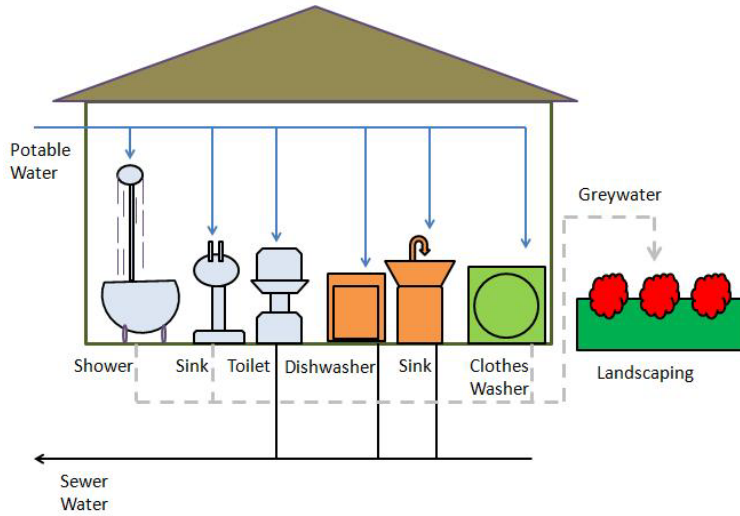 Potable
Water
Greywater
Shower
Sink
Toilet
Dishwasher
Sink
Clothes
Washer
Landscaping
Sewer
Water